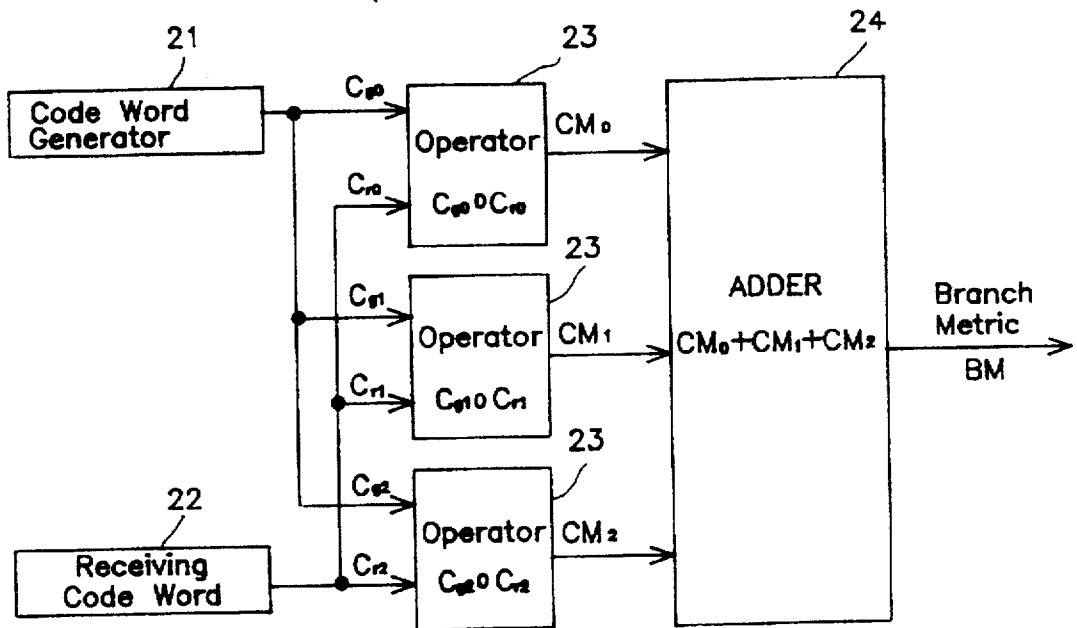 21
Code Word
Generator
22
Receiving
Code Word
23
Cg0
Cr0
Operator
Cg0 o Cr0
CM0
23
Cg1
Cr1
Operator
Cg1 o Cr1
CM1
23
Cg2
Cr2
Operator
Cg2 o Cr2
CM2
24
ADDER
CM0+CM1+CM2
Branch
Metric
BM